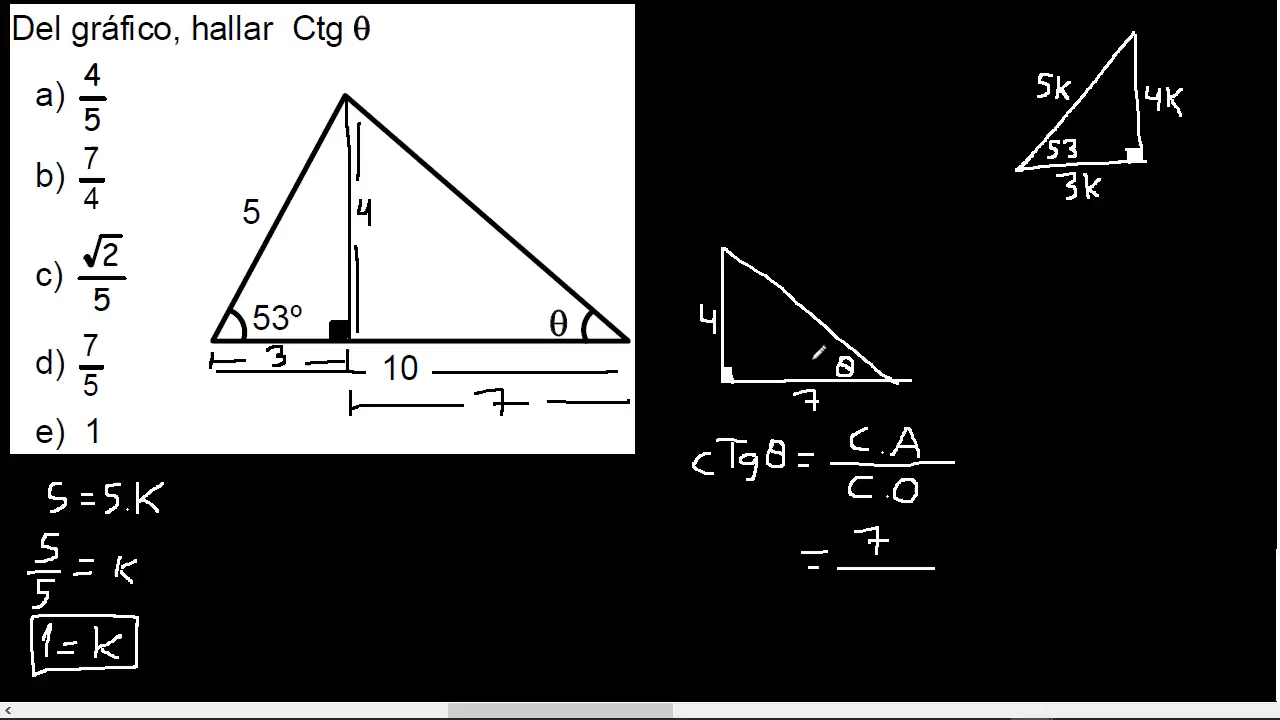 Del gráfico, hallar Ctg θ
a) 4/5
b) 7/4
c) √2/5
d) 7/5
e) 1
5
4
53º
θ
3
10
7
5 = 5.K
5/5 = K
1 = K
5K
4K
53
3K
4
θ
7
CTgθ = C.A/C.O
= 7